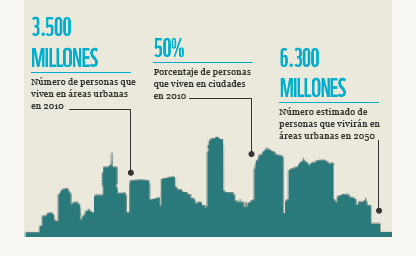 3.500
MILLONES
Número de personas que
viven en áreas urbanas
en 2010
50%
Porcentaje de personas
que viven en ciudades
en 2010
6.300
MILLONES
Número estimado de
personas que vivirán en
áreas urbanas en 2050